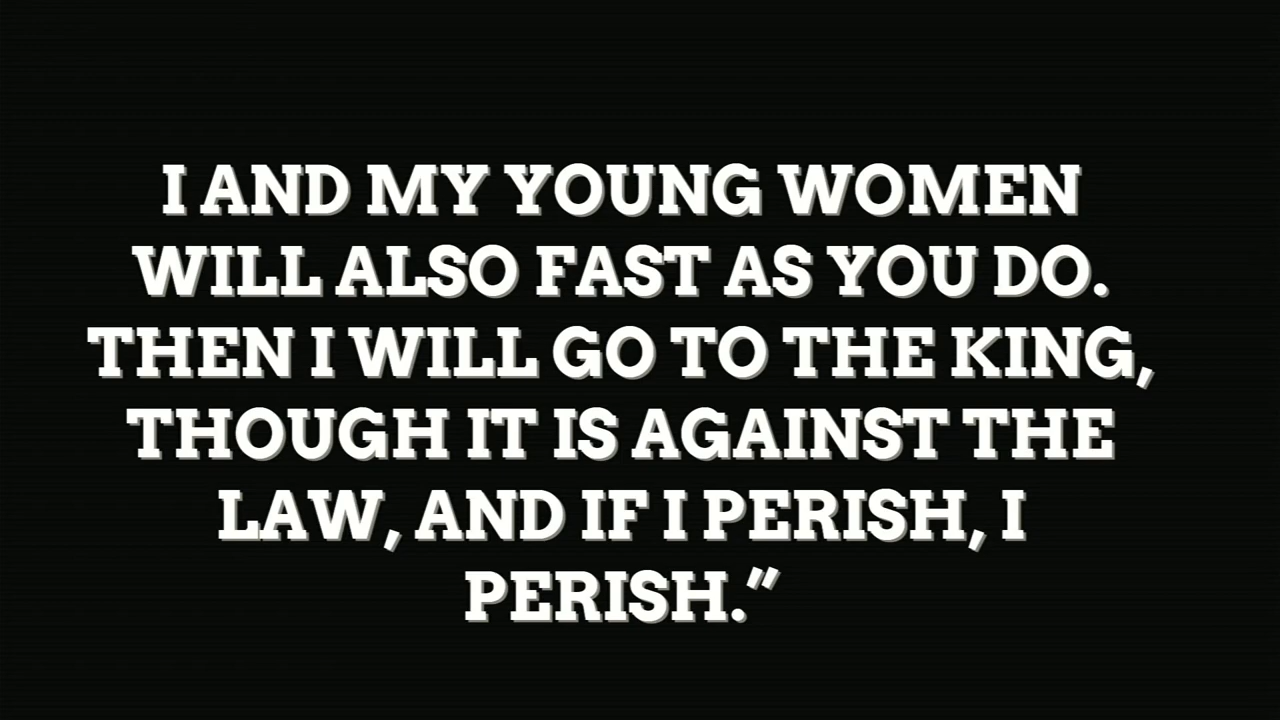 I AND MY YOUNG WOMEN
WILL ALSO FAST AS YOU DO.
THEN I WILL GO TO THE KING,
THOUGH IT IS AGAINST THE
LAW, AND IF I PERISH, I
PERISH.”